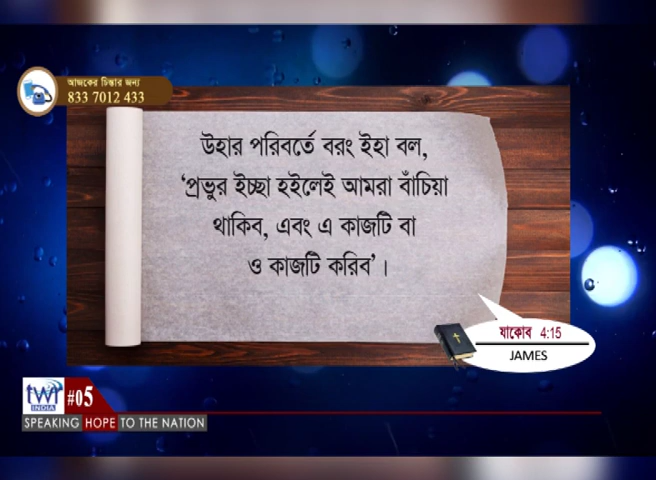 আজকের চিন্তার জন্য
833 7012 433
উহার পরিবর্তে বরং ইহা বল,
‘প্রভুর ইচ্ছা হইলেই আমরা বাঁচিয়া
থাকিব, এবং এ কাজটি বা
ও কাজটি করিব’।
যাকোব 4:15
JAMES
twr
INDIA
#05
SPEAKING HOPE TO THE NATION